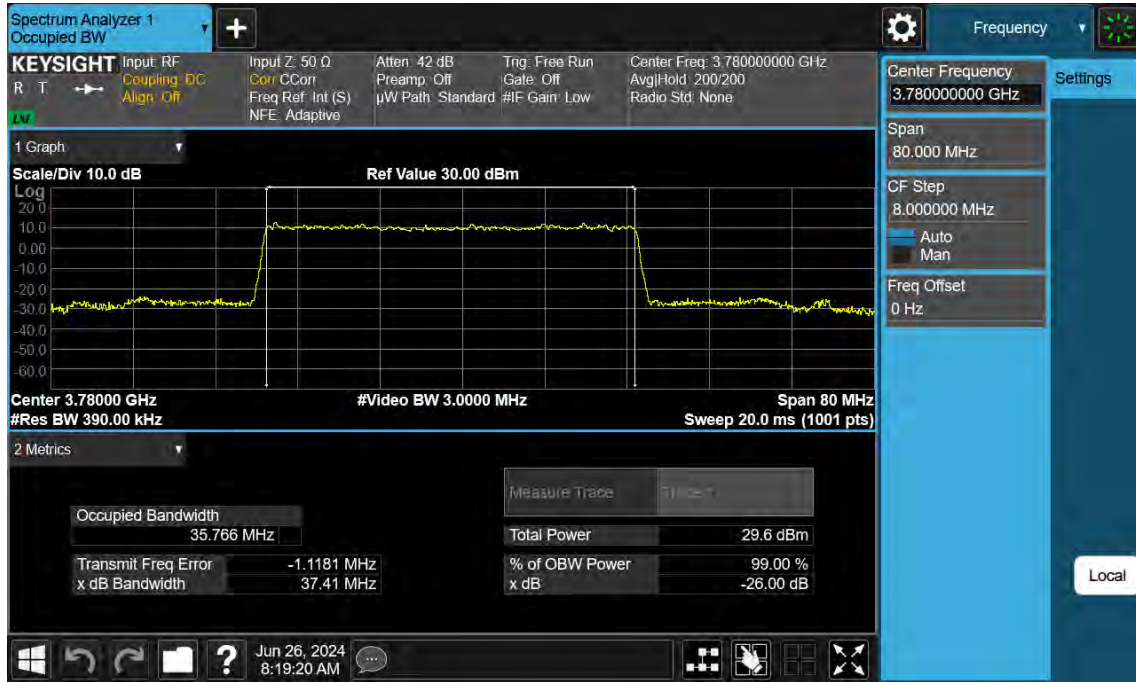 Spectrum Analyzer 1
Occupied BW
Frequency
KEYSIGHT
R T
LXI
Input: RF
Coupling: DC
Align: Off
Input Z: 50 Ω
Corr CCorr
Freq Ref: Int (S)
NFE: Adaptive
Atten: 42 dB
Preamp: Off
µW Path: Standard
Trig: Free Run
Gate: Off
#IF Gain: Low
Center Freq: 3.780000000 GHz
Avg|Hold: 200/200
Radio Std: None
1 Graph
Scale/Div 10.0 dB
Ref Value 30.00 dBm
Log
20.0
10.0
0.00
-10.0
-20.0
-30.0
-40.0
-50.0
-60.0
Center 3.78000 GHz
#Video BW 3.0000 MHz
Span 80 MHz
#Res BW 390.00 kHz
Sweep 20.0 ms (1001 pts)
2 Metrics
Measure Trace
Occupied Bandwidth
35.766 MHz
Total Power 29.6 dBm
Transmit Freq Error -1.1181 MHz
% of OBW Power 99.00 %
x dB Bandwidth 37.41 MHz
x dB -26.00 dB
Center Frequency
3.780000000 GHz
Settings
Span
80.000 MHz
CF Step
8.000000 MHz
Auto
Man
Freq Offset
0 Hz
Local
?
Jun 26, 2024
8:19:20 AM